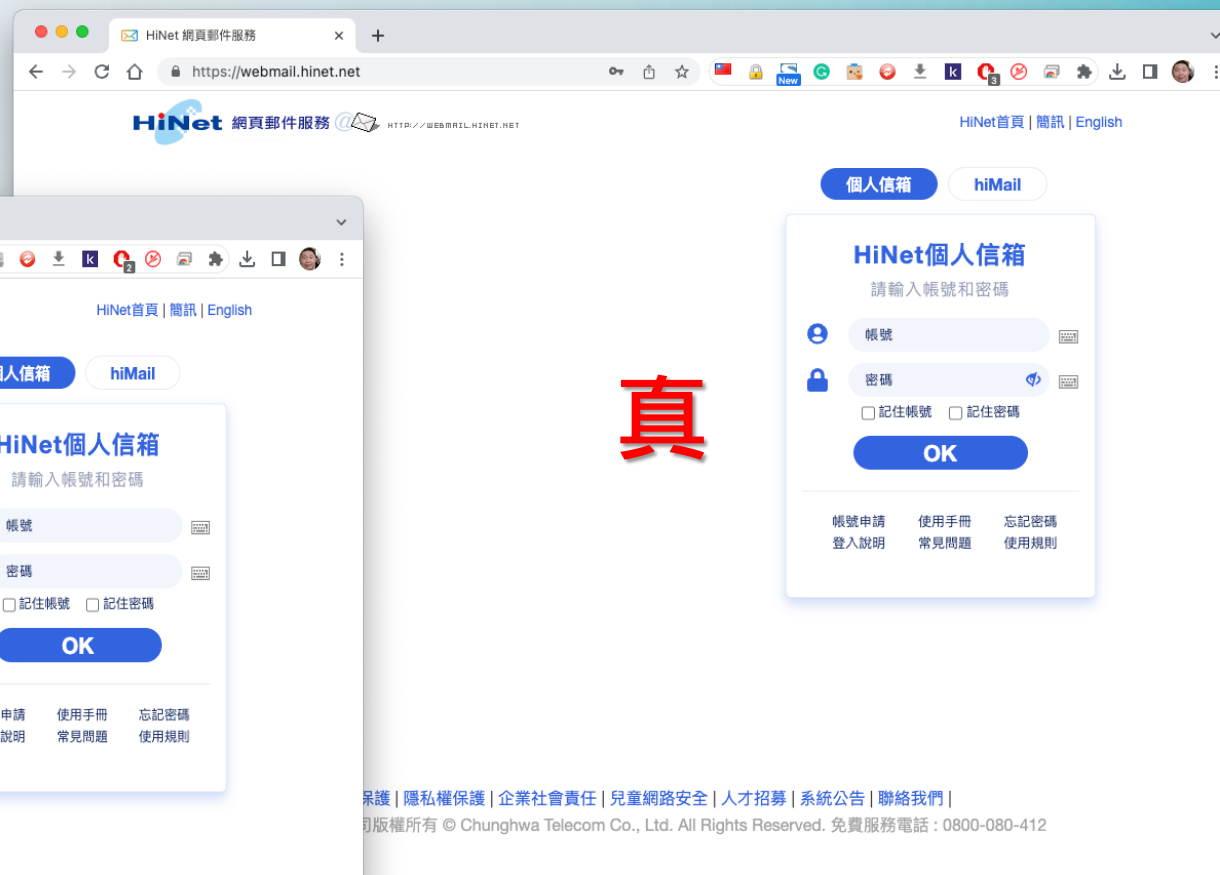 HiNet 網頁郵件服務
https://webmail.hinet.net
New
3
HiNet 網頁郵件服務 @ HTTP://WEBMAIL.HINET.NET
HiNet首頁 | 簡訊 | English
個人信箱 hiMail
HiNet個人信箱
請輸入帳號和密碼
帳號
密碼
記住帳號 記住密碼
OK
帳號申請 使用手冊 忘記密碼
登入說明 常見問題 使用規則
真
k
2
HiNet首頁 | 簡訊 | English
人信箱 hiMail
HiNet個人信箱
請輸入帳號和密碼
帳號
密碼
記住帳號 記住密碼
OK
申請 使用手冊 忘記密碼
說明 常見問題 使用規則
保護 | 隱私權保護 | 企業社會責任 | 兒童網路安全 | 人才招募 | 系統公告 | 聯絡我們 |
版權所有 © Chunghwa Telecom Co., Ltd. All Rights Reserved. 免費服務電話 : 0800-080-412